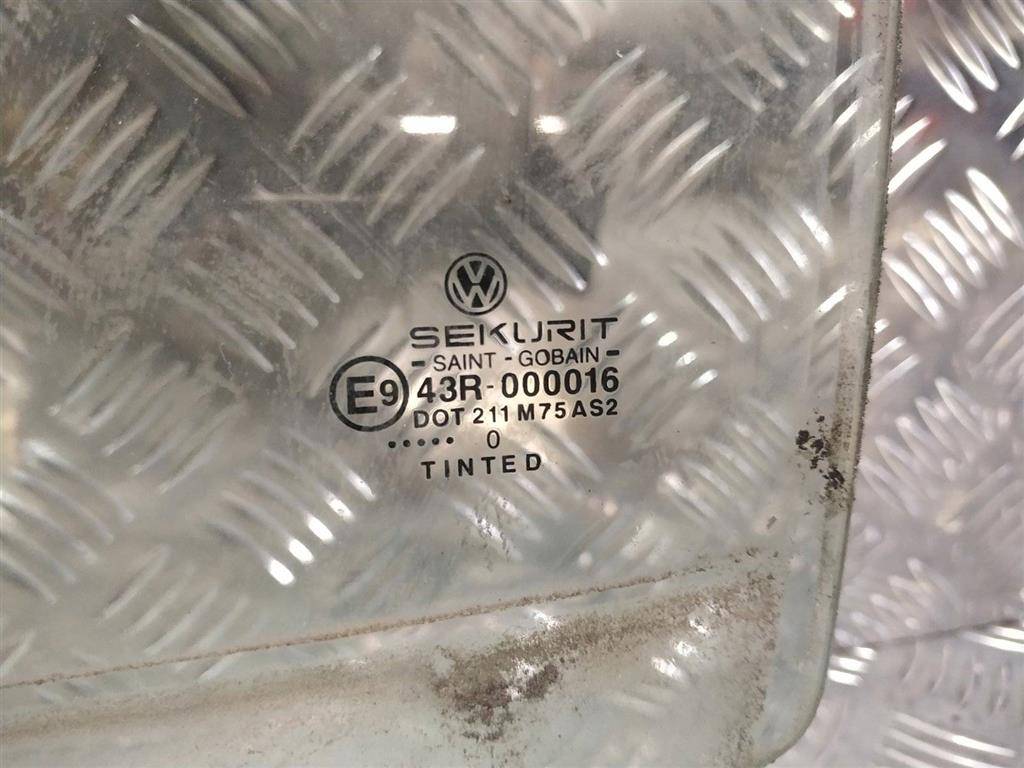 VW
SEKURIT
- SAINT - GOBAIN -
E9 43R-000016
DOT 211 M75 AS2
..... 0
TINTED